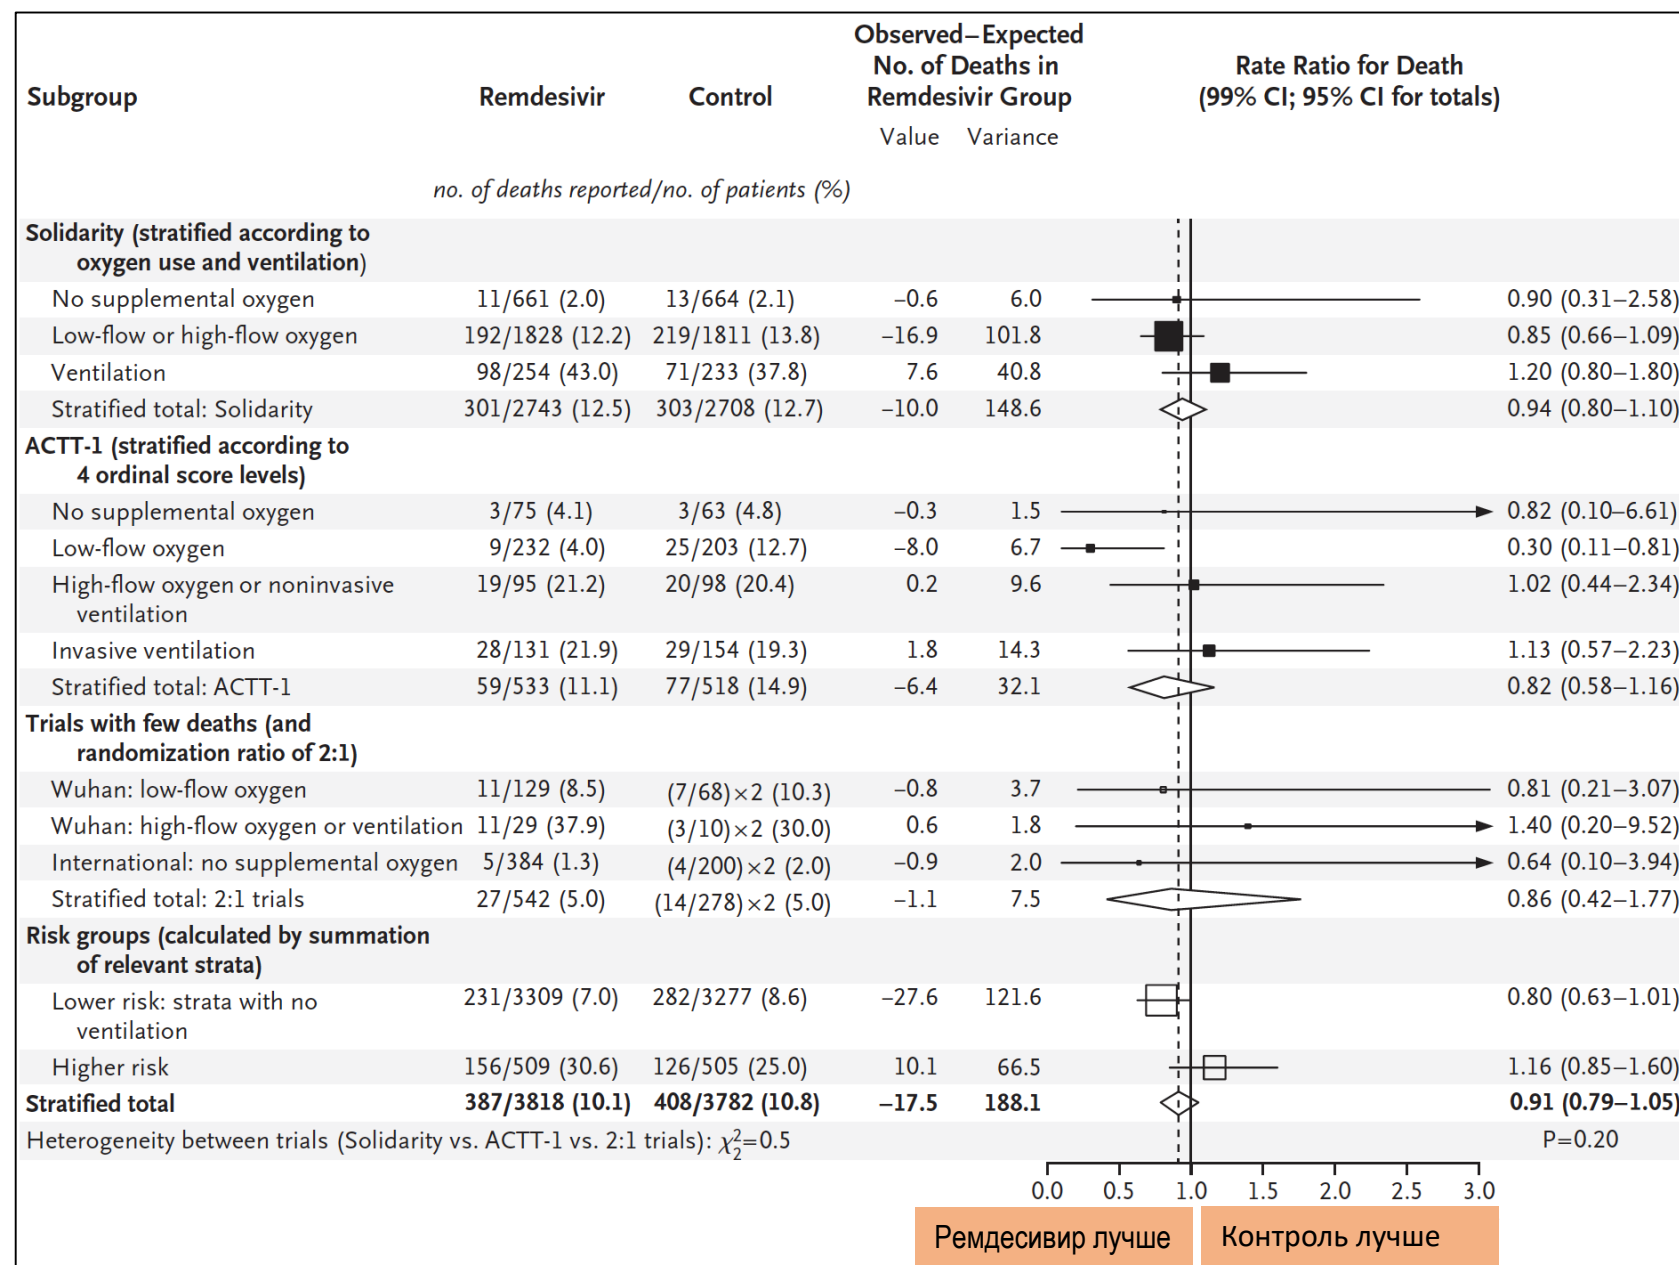 Observed–Expected
No. of Deaths in
Remdesivir Group
Rate Ratio for Death
(99% CI; 95% CI for totals)
Subgroup Remdesivir Control
Value Variance
no. of deaths reported/no. of patients (%)
Solidarity (stratified according to
oxygen use and ventilation)
No supplemental oxygen 11/661 (2.0) 13/664 (2.1) –0.6 6.0 0.90 (0.31–2.58)
Low-flow or high-flow oxygen 192/1828 (12.2) 219/1811 (13.8) –16.9 101.8 0.85 (0.66–1.09)
Ventilation 98/254 (43.0) 71/233 (37.8) 7.6 40.8 1.20 (0.80–1.80)
Stratified total: Solidarity 301/2743 (12.5) 303/2708 (12.7) –10.0 148.6 0.94 (0.80–1.10)
ACTT-1 (stratified according to
4 ordinal score levels)
No supplemental oxygen 3/75 (4.1) 3/63 (4.8) –0.3 1.5 0.82 (0.10–6.61)
Low-flow oxygen 9/232 (4.0) 25/203 (12.7) –8.0 6.7 0.30 (0.11–0.81)
High-flow oxygen or noninvasive 19/95 (21.2) 20/98 (20.4) 0.2 9.6 1.02 (0.44–2.34)
ventilation
Invasive ventilation 28/131 (21.9) 29/154 (19.3) 1.8 14.3 1.13 (0.57–2.23)
Stratified total: ACTT-1 59/533 (11.1) 77/518 (14.9) –6.4 32.1 0.82 (0.58–1.16)
Trials with few deaths (and
randomization ratio of 2:1)
Wuhan: low-flow oxygen 11/129 (8.5) (7/68)×2 (10.3) –0.8 3.7 0.81 (0.21–3.07)
Wuhan: high-flow oxygen or ventilation 11/29 (37.9) (3/10)×2 (30.0) 0.6 1.8 1.40 (0.20–9.52)
International: no supplemental oxygen 5/384 (1.3) (4/200)×2 (2.0) –0.9 2.0 0.64 (0.10–3.94)
Stratified total: 2:1 trials 27/542 (5.0) (14/278)×2 (5.0) –1.1 7.5 0.86 (0.42–1.77)
Risk groups (calculated by summation
of relevant strata)
Lower risk: strata with no 231/3309 (7.0) 282/3277 (8.6) –27.6 121.6 0.80 (0.63–1.01)
ventilation
Higher risk 156/509 (30.6) 126/505 (25.0) 10.1 66.5 1.16 (0.85–1.60)
Stratified total 387/3818 (10.1) 408/3782 (10.8) –17.5 188.1 0.91 (0.79–1.05)
Heterogeneity between trials (Solidarity vs. ACTT-1 vs. 2:1 trials): χ²₂=0.5 P=0.20
0.0 0.5 1.0 1.5 2.0 2.5 3.0
Ремдесивир лучше Контроль лучше